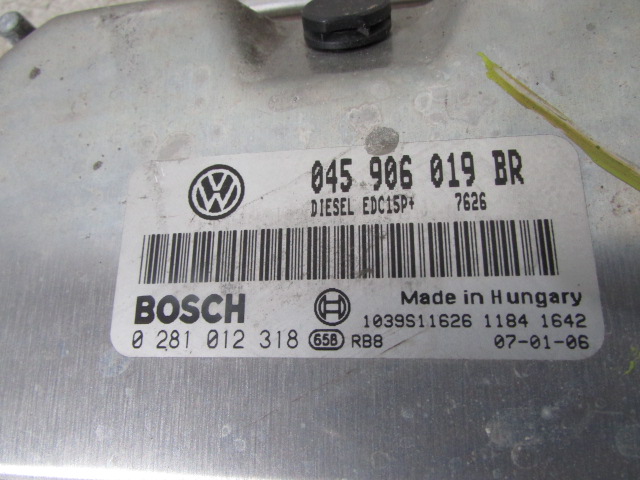 045 906 019 BR
DIESEL EDC15P+ 7626
BOSCH Made in Hungary
1039S11626 1184 1642
0 281 012 318 658 RB8 07-01-06